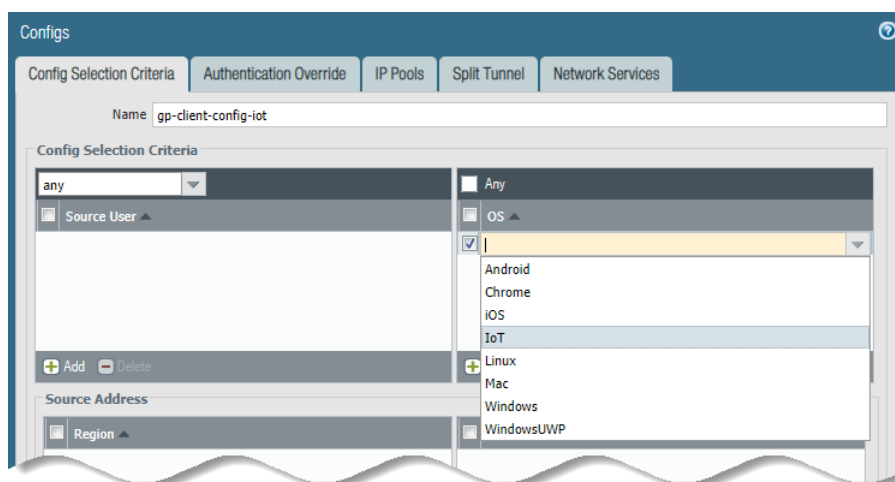 Configs
Config Selection Criteria Authentication Override IP Pools Split Tunnel Network Services
Name gp-client-config-iot
Config Selection Criteria
any
Any
Source User
OS
Android
Chrome
iOS
IoT
Linux
Mac
Windows
WindowsUWP
Add Delete
Source Address
Region